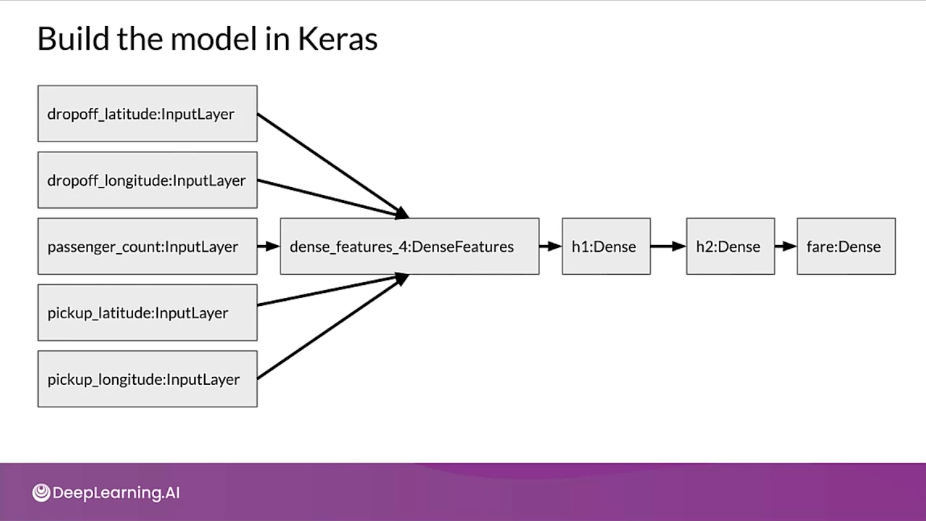 Build the model in Keras
dropoff_latitude:InputLayer
dropoff_longitude:InputLayer
passenger_count:InputLayer
dense_features_4:DenseFeatures
h1:Dense
h2:Dense
fare:Dense
pickup_latitude:InputLayer
pickup_longitude:InputLayer
DeepLearning.AI